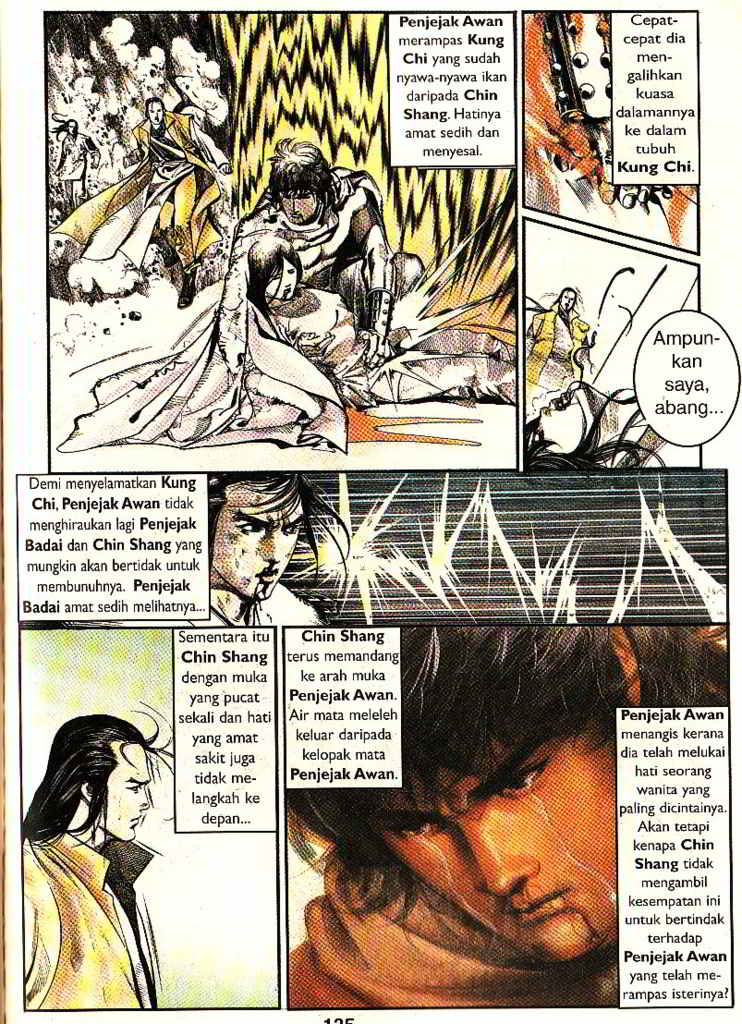 Penjejak Awan
merampas Kung
Chi yang sudah
nyawa-nyawa ikan
daripada Chin
Shang. Hatinya
amat sedih dan
menyesal.
Cepat-
cepat dia
men-
galihkan
kuasa
dalamannya
ke dalam
tubuh
Kung Chi.
Ampun-
kan
saya,
abang...
Demi menyelamatkan Kung
Chi, Penjejak Awan tidak
menghiraukan lagi Penjejak
Badai dan Chin Shang yang
mungkin akan bertidak untuk
membunuhnya. Penjejak
Badai amat sedih melihatnya...
Sementara itu
Chin Shang
dengan muka
yang pucat
sekali dan hati
yang amat
sakit juga
tidak me-
langkah ke
depan...
Chin Shang
terus memandang
ke arah muka
Penjejak Awan.
Air mata meleleh
keluar daripada
kelopak mata
Penjejak Awan.
Penjejak Awan
menangis kerana
dia telah melukai
hati seorang
wanita yang
paling dicintainya.
Akan tetapi
kenapa Chin
Shang tidak
mengambil
kesempatan ini
untuk bertindak
terhadap
Penjejak Awan
yang telah me-
rampas isterinya?
125